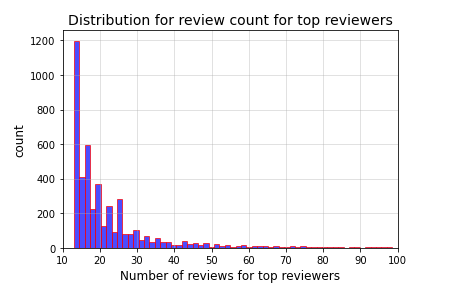 Distribution for review count for top reviewers
1200
1000
800
600
400
200
0
count
10 20 30 40 50 60 70 80 90 100
Number of reviews for top reviewers